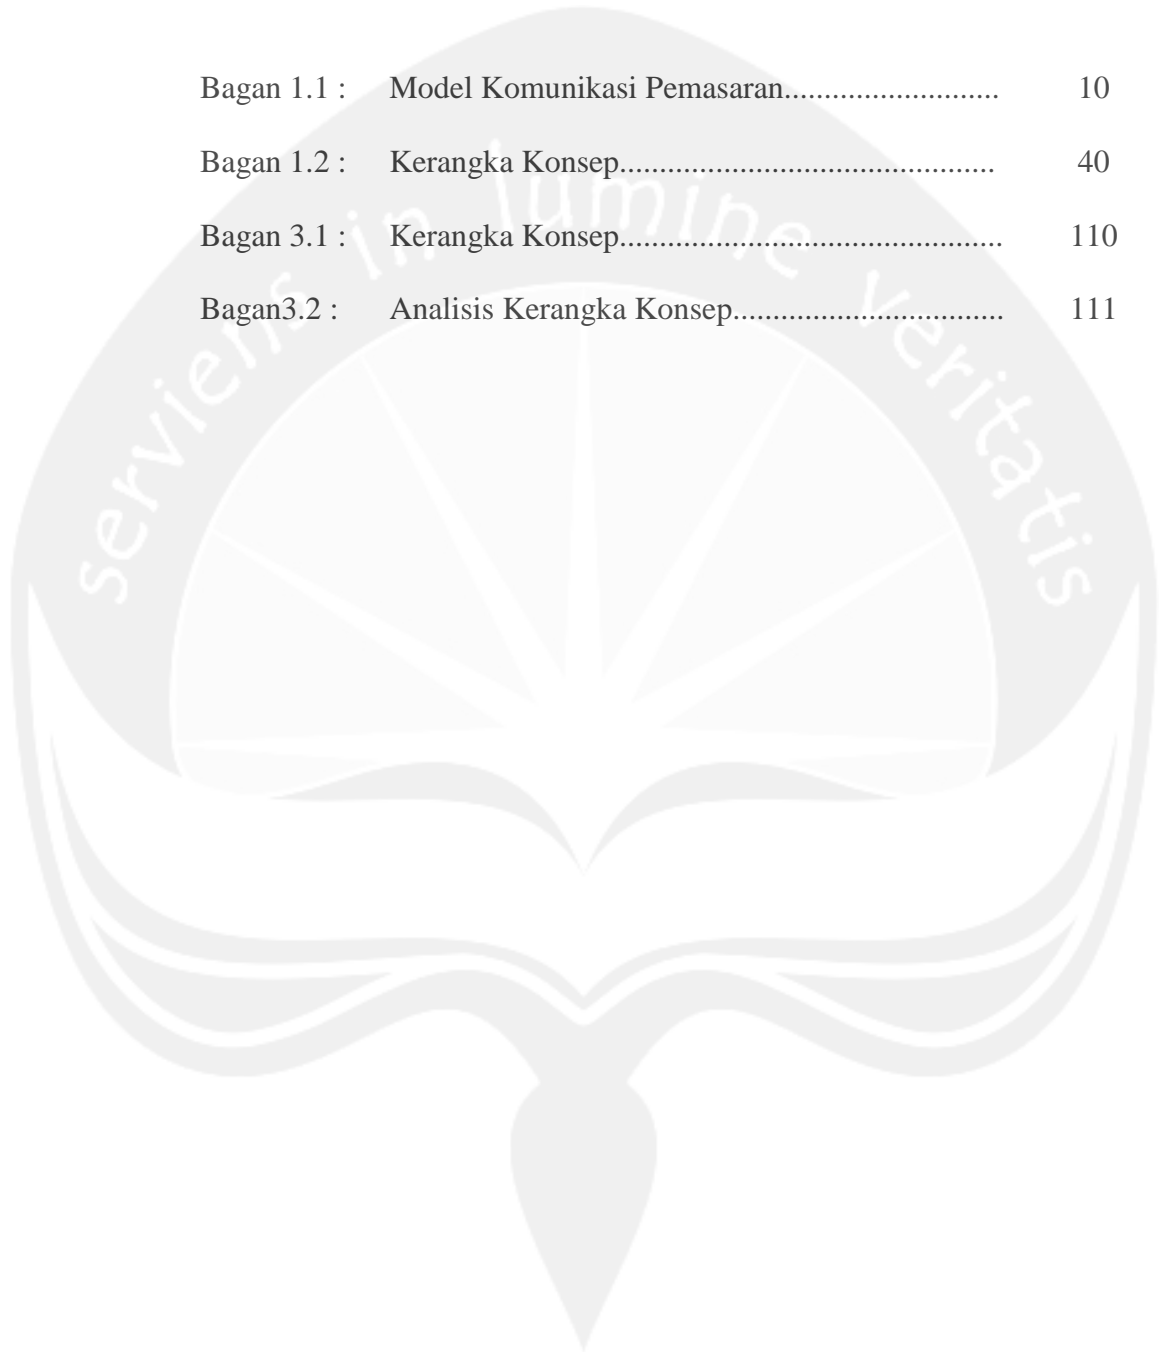 Bagan 1.1 : Model Komunikasi Pemasaran........................... 10
Bagan 1.2 : Kerangka Konsep............................................... 40
Bagan 3.1 : Kerangka Konsep................................................ 110
Bagan3.2 : Analisis Kerangka Konsep.................................. 111
serviens in lumine veritatis